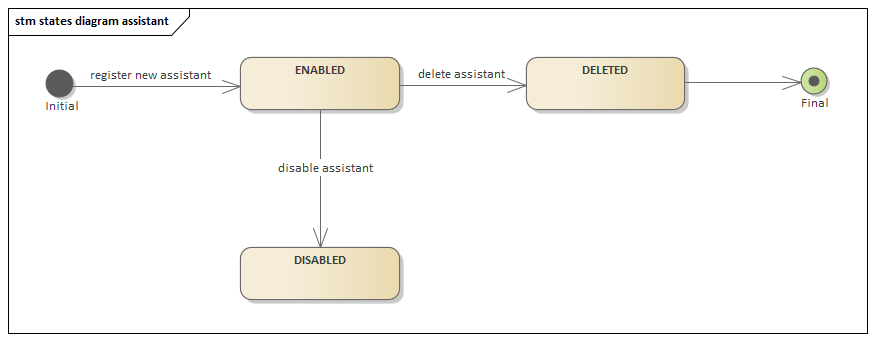 stm states diagram assistant
register new assistant
ENABLED
delete assistant
DELETED
Initial
Final
disable assistant
DISABLED